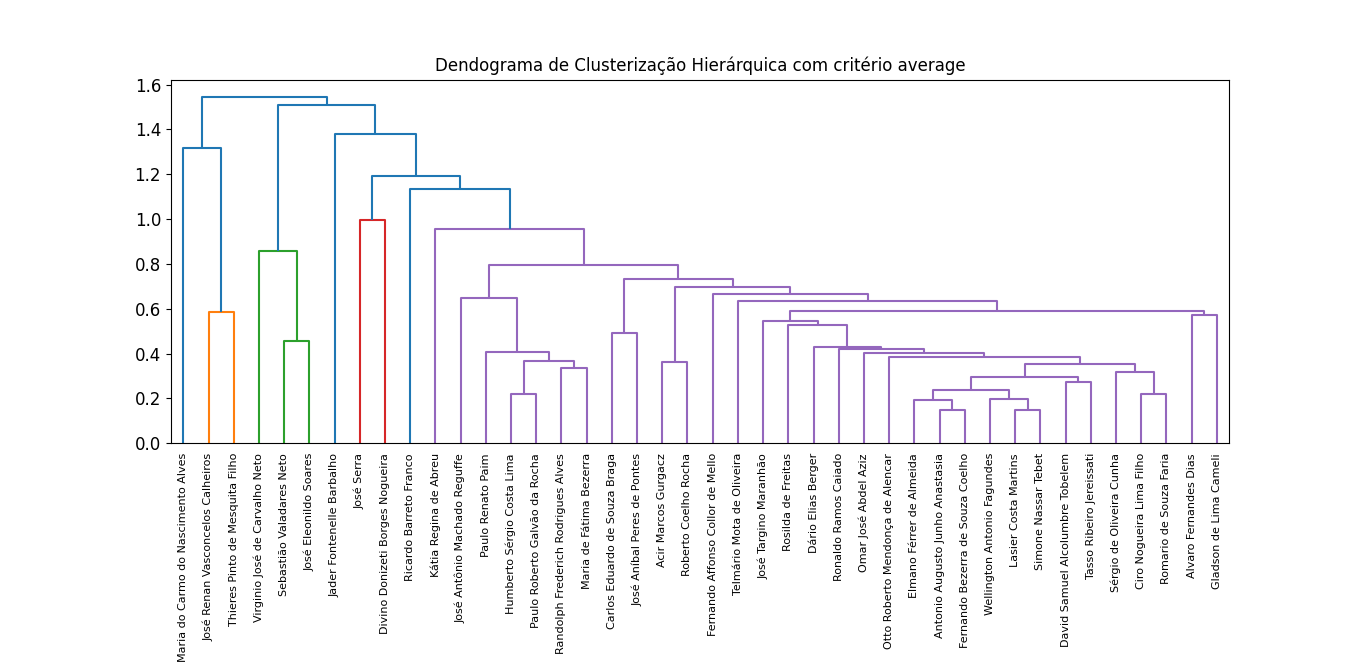 Dendograma de Clusterização Hierárquica com critério average
1.6
1.4
1.2
1.0
0.8
0.6
0.4
0.2
0.0
Maria do Carmo do Nascimento Alves
José Renan Vasconcelos Calheiros
Thieres Pinto de Mesquita Filho
Virginio José de Carvalho Neto
Sebastião Valadares Neto
José Eleonildo Soares
Jader Fontenelle Barbalho
José Serra
Divino Donizeti Borges Nogueira
Ricardo Barreto Franco
Kátia Regina de Abreu
José Antônio Machado Reguffe
Paulo Renato Paim
Humberto Sérgio Costa Lima
Paulo Roberto Galvão da Rocha
Randolph Frederich Rodrigues Alves
Maria de Fátima Bezerra
Carlos Eduardo de Souza Braga
José Anibal Peres de Pontes
Acir Marcos Gurgacz
Roberto Coelho Rocha
Fernando Affonso Collor de Mello
Telmário Mota de Oliveira
José Targino Maranhão
Rosilda de Freitas
Dário Elias Berger
Ronaldo Ramos Caiado
Omar José Abdel Aziz
Otto Roberto Mendonça de Alencar
Elmano Férrer de Almeida
Antonio Augusto Junho Anastasia
Fernando Bezerra de Souza Coelho
Wellington Antonio Fagundes
Lasier Costa Martins
Simone Nassar Tebet
David Samuel Alcolumbre Tobelem
Tasso Ribeiro Jereissati
Sérgio de Oliveira Cunha
Ciro Nogueira Lima Filho
Romario de Souza Faria
Alvaro Fernandes Dias
Gladson de Lima Cameli